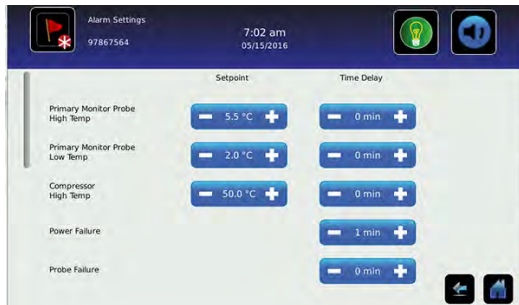 Alarm Settings
97867564
7:02 am
05/15/2016
Setpoint Time Delay
Primary Monitor Probe
High Temp
5.5 °C 0 min
Primary Monitor Probe
Low Temp
2.0 °C 0 min
Compressor
High Temp
50.0 °C 0 min
Power Failure
1 min
Probe Failure
0 min